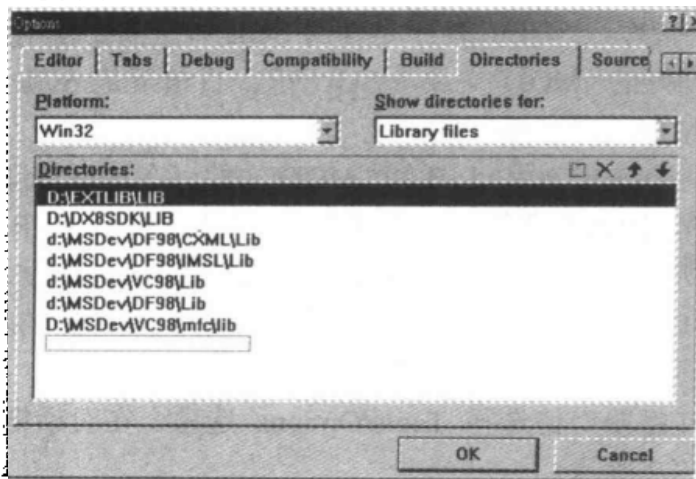 Options
Editor Tabs Debug Compatibility Build Directories Source
Platform: Show directories for:
Win32 Library files
Directories:
D:\EXTLIB\LIB
D:\DX8SDK\LIB
d:\MSDev\DF98\CXML\Lib
d:\MSDev\DF98\IMSL\Lib
d:\MSDev\VC98\Lib
d:\MSDev\DF98\Lib
D:\MSDev\VC98\mfc\lib
OK Cancel